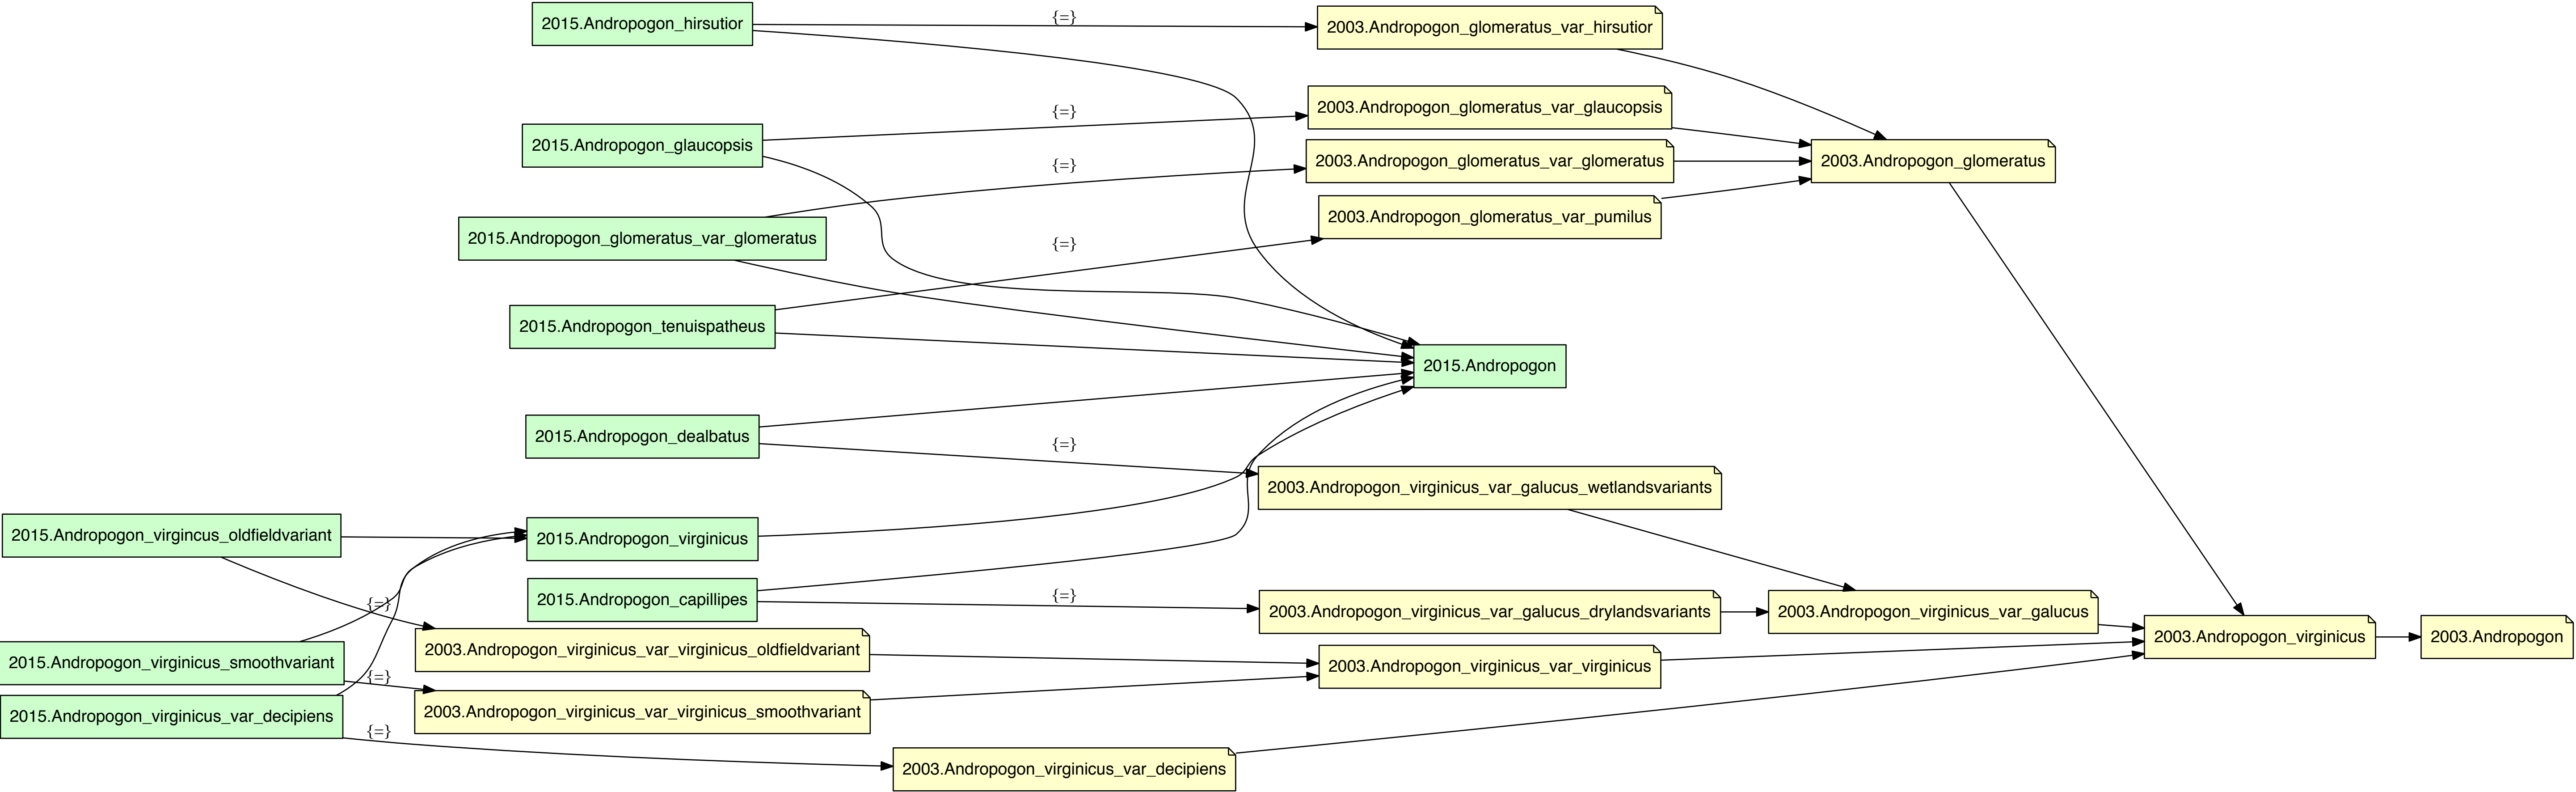 2015.Andropogon_hirsutior
{=}
2003.Andropogon_glomeratus_var_hirsutior
2015.Andropogon_glaucopsis
{=}
2003.Andropogon_glomeratus_var_glaucopsis
{=}
2003.Andropogon_glomeratus_var_glomeratus
2003.Andropogon_glomeratus
2015.Andropogon_glomeratus_var_glomeratus
{=}
2003.Andropogon_glomeratus_var_pumilus
2015.Andropogon_tenuispatheus
2015.Andropogon
2015.Andropogon_dealbatus
{=}
2003.Andropogon_virginicus_var_galucus_wetlandsvariants
2015.Andropogon_virgincus_oldfieldvariant
2015.Andropogon_virginicus
2015.Andropogon_capillipes
{=}
2003.Andropogon_virginicus_var_galucus_drylandsvariants
2003.Andropogon_virginicus_var_galucus
{=}
2003.Andropogon_virginicus_var_virginicus_oldfieldvariant
2003.Andropogon_virginicus
2003.Andropogon
2015.Andropogon_virginicus_smoothvariant
{=}
2003.Andropogon_virginicus_var_virginicus
2015.Andropogon_virginicus_var_decipiens
{=}
2003.Andropogon_virginicus_var_virginicus_smoothvariant
2003.Andropogon_virginicus_var_decipiens